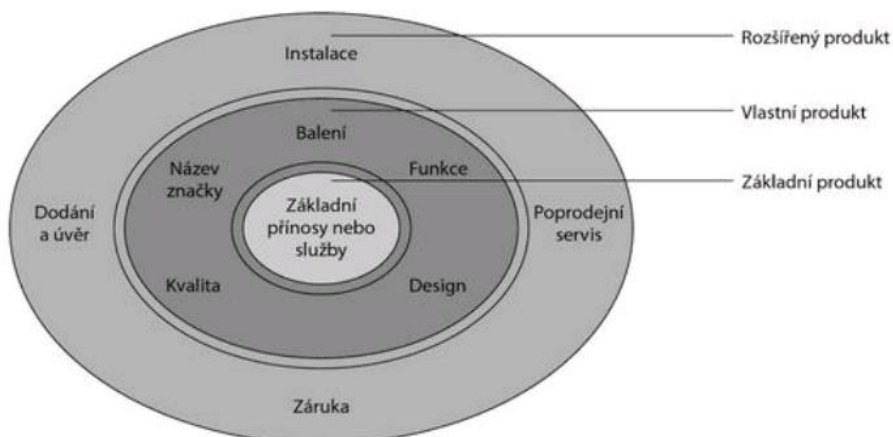 Rozšířený produkt
Instalace
Vlastní produkt
Balení
Název
značky
Funkce
Základní produkt
Dodání
a úvěr
Základní
přínosy nebo
služby
Poprodejní
servis
Kvalita
Design
Záruka